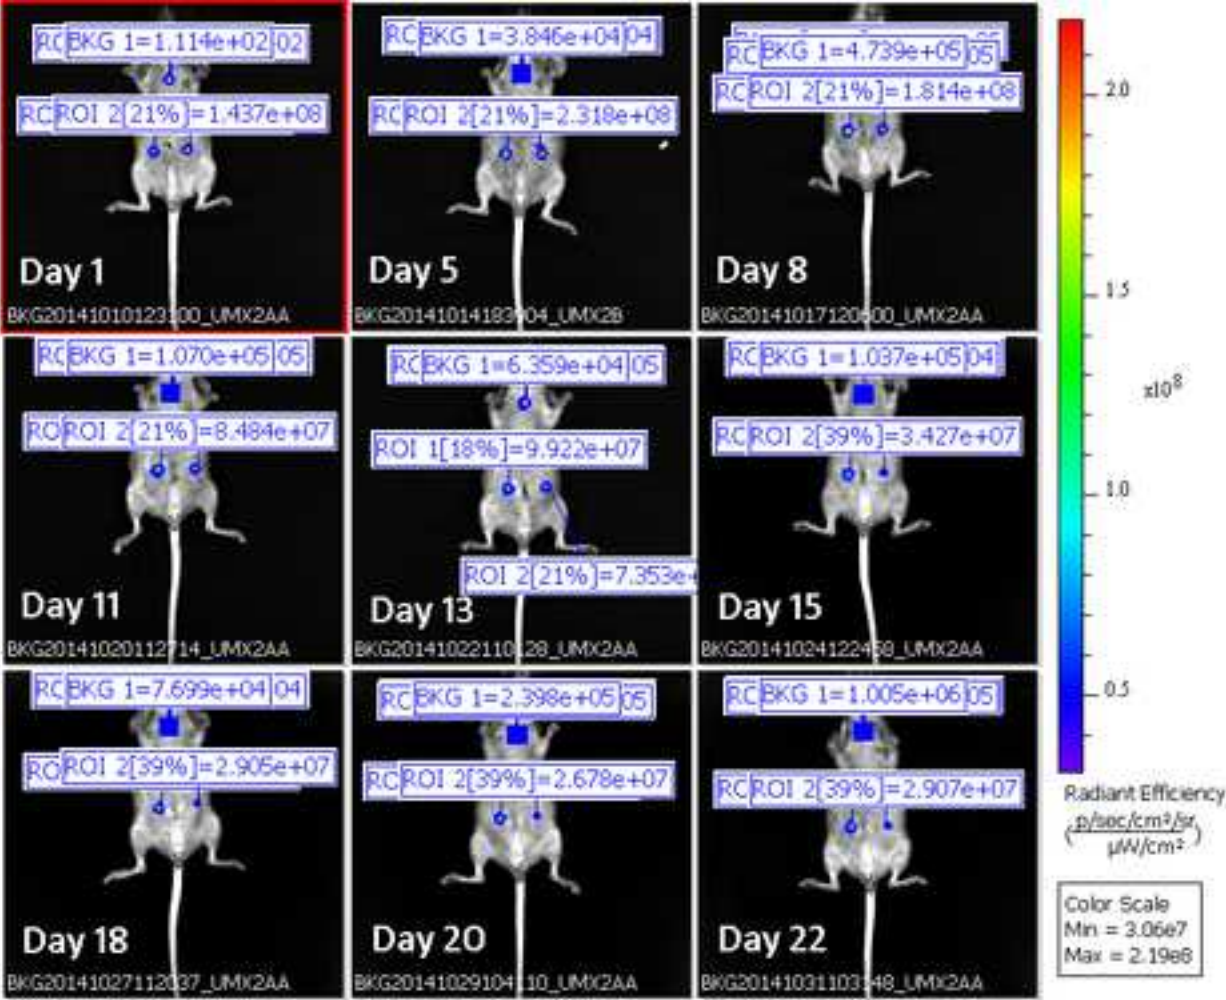 RC BKG 1=1.114e+02 02
RC ROI 2[21%]=1.437e+08
Day 1
BKG20141010123100_UMX2AA
RC BKG 1=3.846e+04 04
RC ROI 2[21%]=2.318e+08
Day 5
BKG20141014183904_UMX2B
RC BKG 1=4.739e+05 05
RC ROI 2[21%]=1.814e+08
Day 8
BKG20141017120600_UMX2AA
RC BKG 1=1.070e+05 05
RO ROI 2[21%]=8.484e+07
Day 11
BKG20141020112714_UMX2AA
RC BKG 1=6.359e+04 05
ROI 1[18%]=9.922e+07
ROI 2[21%]=7.353e+
Day 13
BKG20141022110128_UMX2AA
RC BKG 1=1.037e+05 04
RC ROI 2[39%]=3.427e+07
Day 15
BKG20141024122458_UMX2AA
RC BKG 1=7.699e+04 04
RO ROI 2[39%]=2.905e+07
Day 18
BKG20141027112037_UMX2AA
RC BKG 1=2.398e+05 05
RC ROI 2[39%]=2.678e+07
Day 20
BKG20141029104110_UMX2AA
RC BKG 1=1.005e+06 05
RC ROI 2[39%]=2.907e+07
Day 22
BKG20141031103148_UMX2AA
2.0
1.5
x10⁸
1.0
0.5
Radiant Efficiency
(p/sec/cm²/sr)
µW/cm²
Color Scale
Min = 3.06e7
Max = 2.19e8